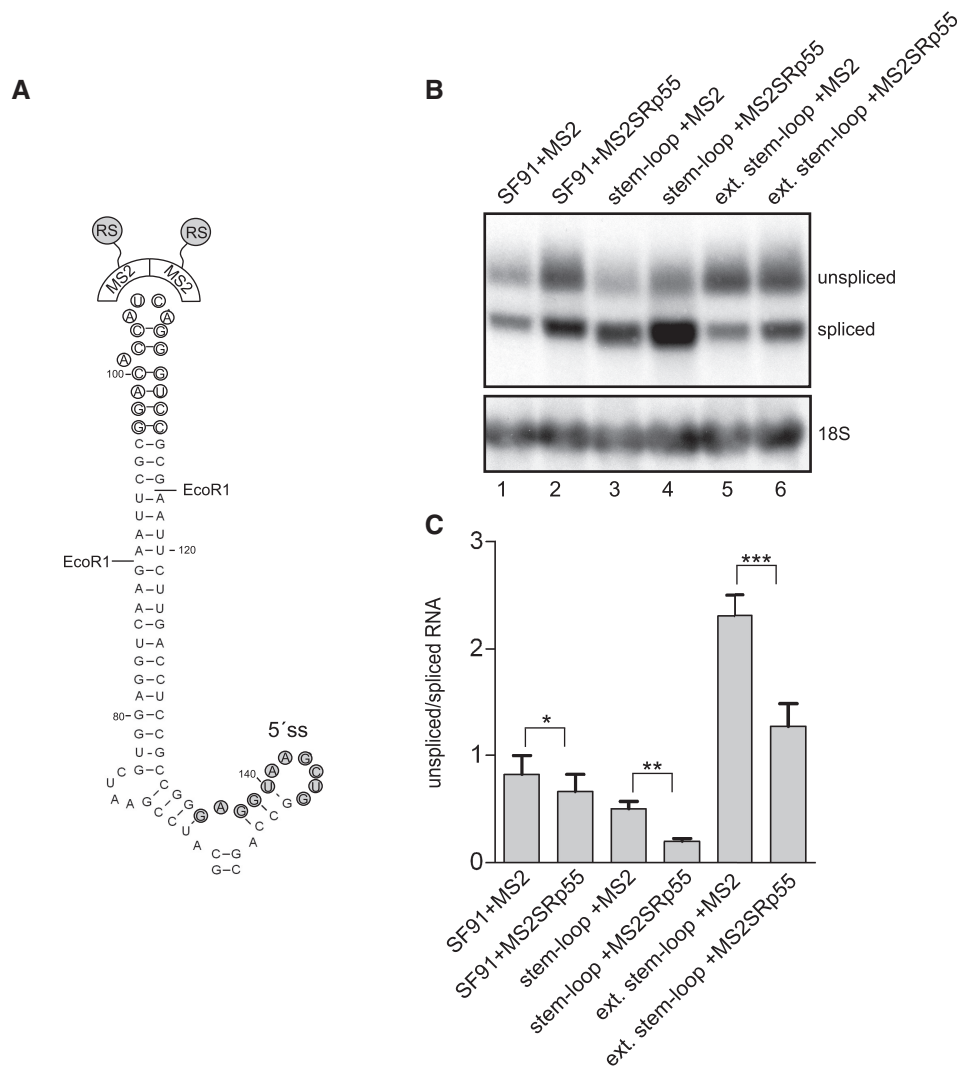 A
B
SF91+MS2
SF91+MS2SRp55
stem-loop +MS2
stem-loop +MS2SRp55
ext. stem-loop +MS2
ext. stem-loop +MS2SRp55
unspliced
spliced
18S
1 2 3 4 5 6
RS RS
MS2 MS2
U C
A A
C-G
C-G
A
100-C-G
A-U
G-C
G-C
C-G
G-C
C-G
U-A EcoR1
U-A
A-U
A-U-120
EcoR1 G-C
A-U
A-U
C-G
U-A
G-C
G-C
A-U
80-G-C
G-C
U-G
G-C
C U A A G C C U A
C G G G A G G U A A G C U G G C C A
140
C-G
G-C
5´ss
C
unspliced/spliced RNA
3
2
1
0
* ** ***
SF91+MS2
SF91+MS2SRp55
stem-loop +MS2
stem-loop +MS2SRp55
ext. stem-loop +MS2
ext. stem-loop +MS2SRp55